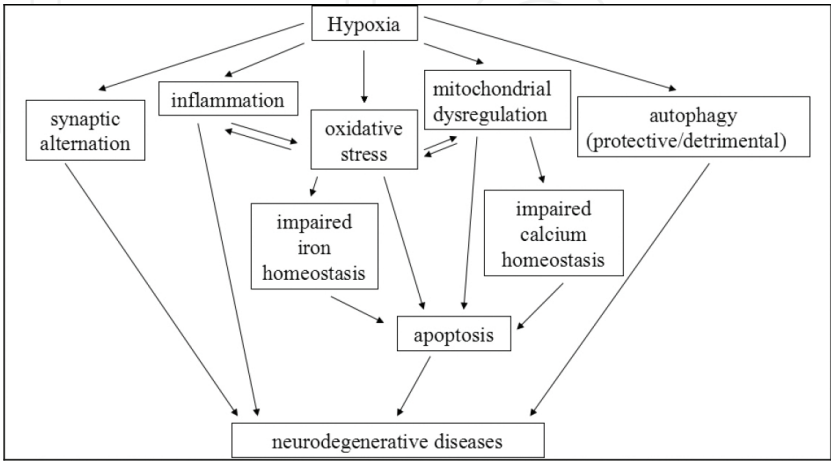 Hypoxia
synaptic
alternation
inflammation
oxidative
stress
mitochondrial
dysregulation
autophagy
(protective/detrimental)
impaired
iron
homeostasis
impaired
calcium
homeostasis
apoptosis
neurodegenerative diseases